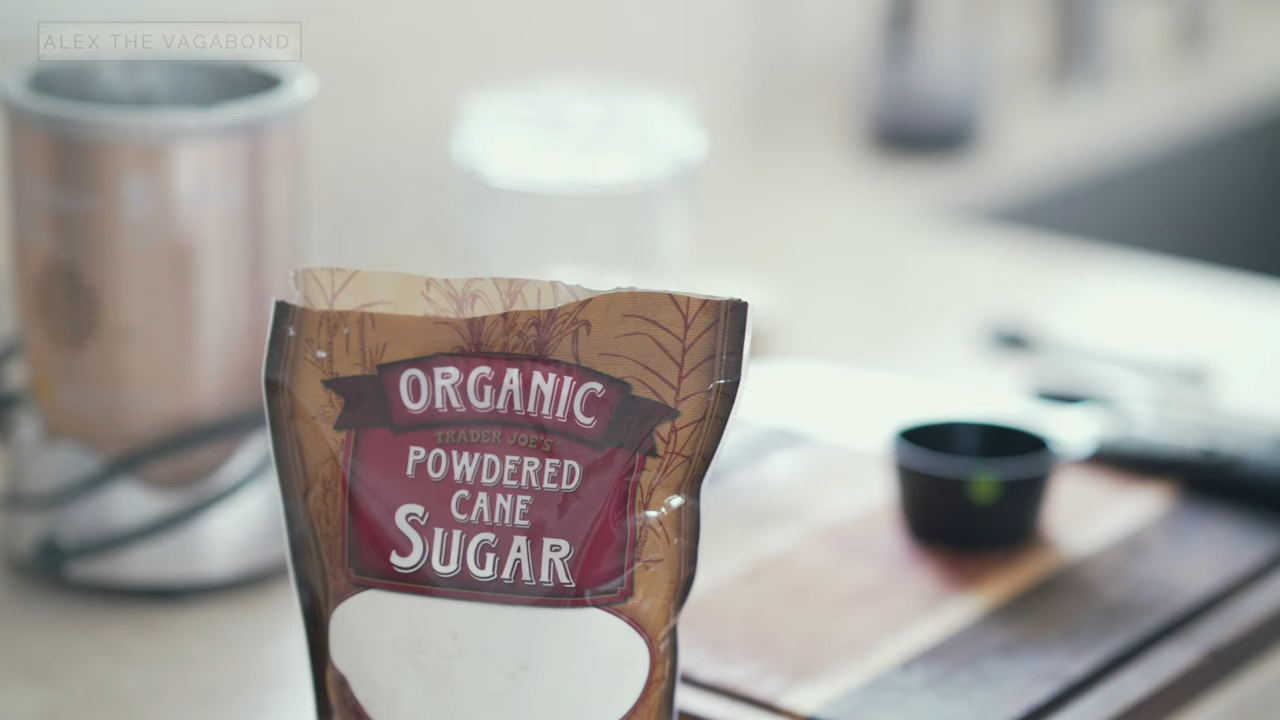 ALEX THE VAGABOND
ORGANIC
TRADER JOE'S
POWDERED
CANE
SUGAR